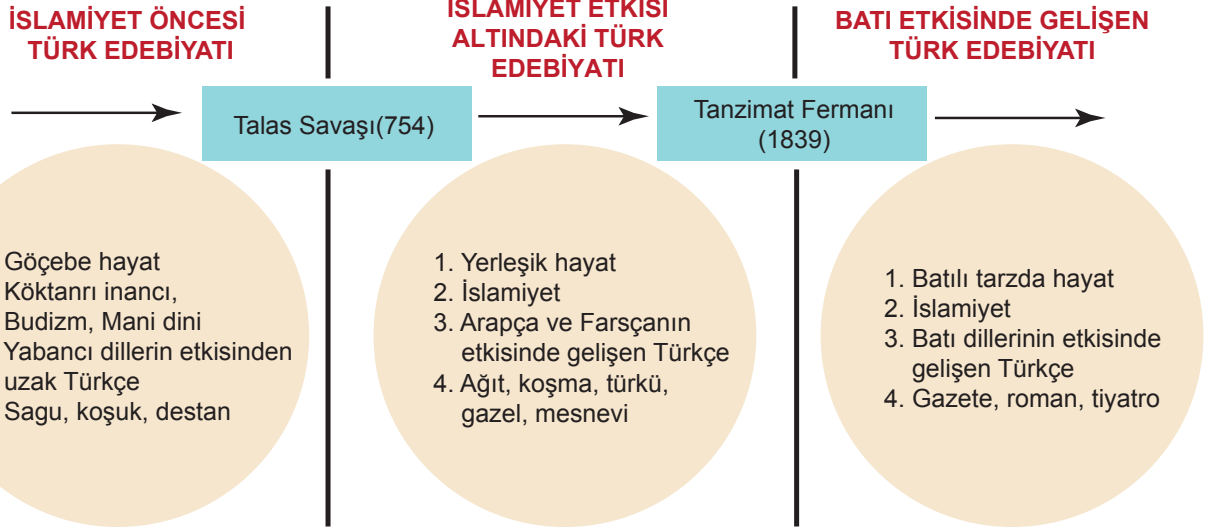 İSLAMİYET ÖNCESİ
TÜRK EDEBİYATI
İSLAMİYET ETKİSİ
ALTINDAKİ TÜRK
EDEBİYATI
BATI ETKİSİNDE GELİŞEN
TÜRK EDEBİYATI
Talas Savaşı(754)
Tanzimat Fermanı
(1839)
Göçebe hayat
Köktanrı inancı,
Budizm, Mani dini
Yabancı dillerin etkisinden
uzak Türkçe
Sagu, koşuk, destan
1. Yerleşik hayat
2. İslamiyet
3. Arapça ve Farsçanın
etkisinde gelişen Türkçe
4. Ağıt, koşma, türkü,
gazel, mesnevi
1. Batılı tarzda hayat
2. İslamiyet
3. Batı dillerinin etkisinde
gelişen Türkçe
4. Gazete, roman, tiyatro